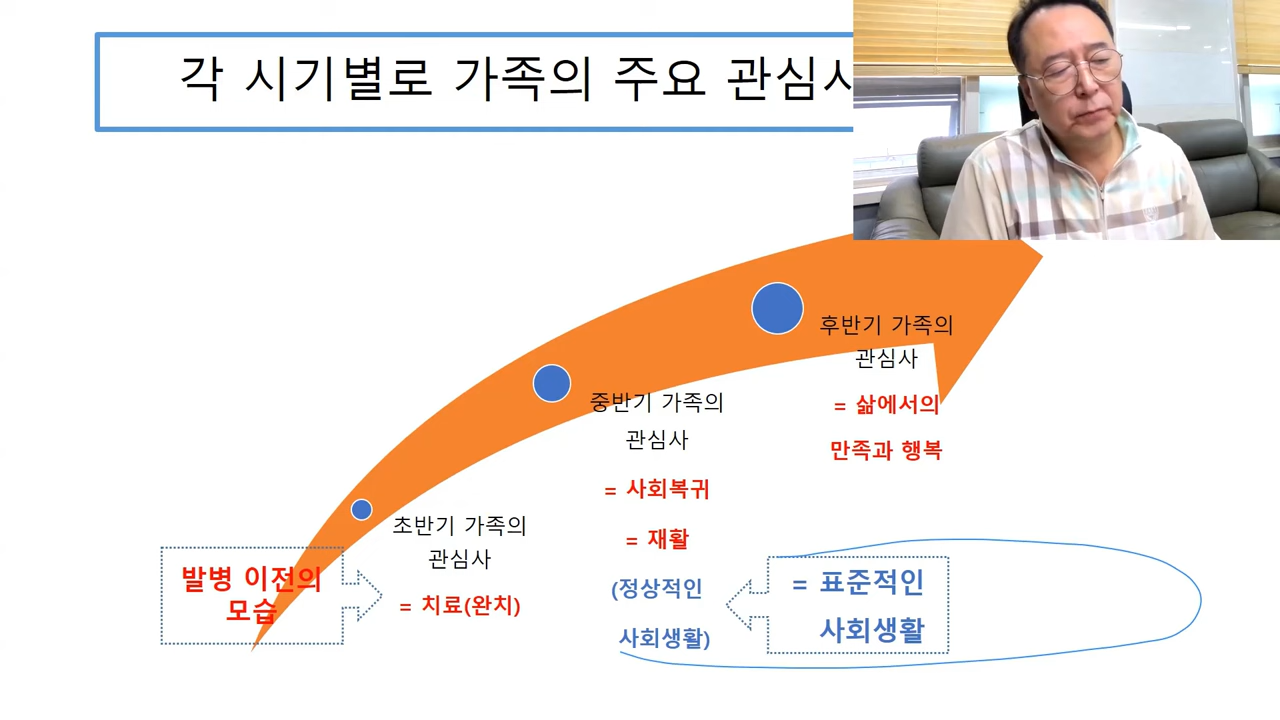 각 시기별로 가족의 주요 관심사
후반기 가족의
관심사
= 삶에서의
만족과 행복
중반기 가족의
관심사
= 사회복귀
= 재활
(정상적인
사회생활)
초반기 가족의
관심사
= 치료(완치)
발병 이전의
모습
= 표준적인
사회생활